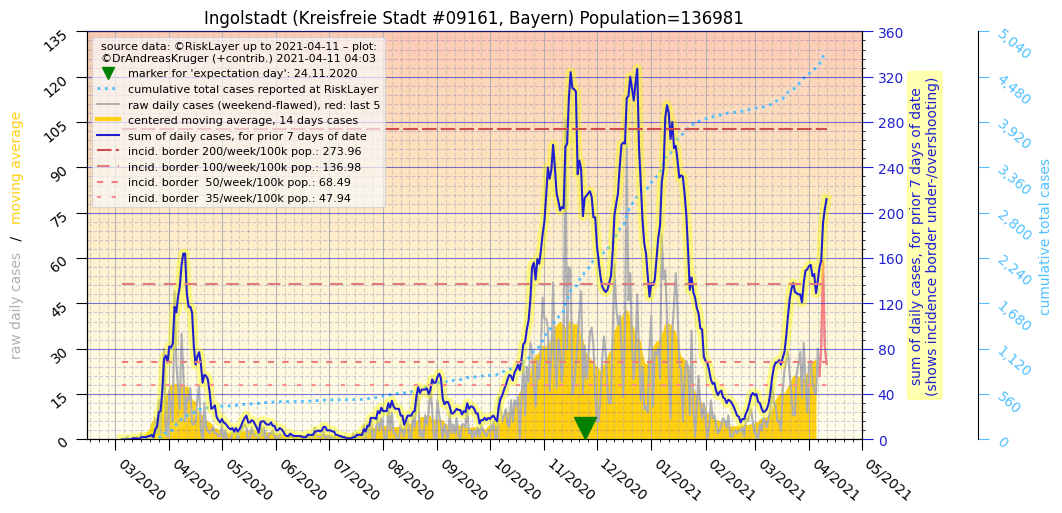 Ingolstadt (Kreisfreie Stadt #09161, Bayern) Population=136981
source data: ©RiskLayer up to 2021-04-11 – plot:
©DrAndreasKruger (+contrib.) 2021-04-11 04:03
marker for 'expectation day': 24.11.2020
cumulative total cases reported at RiskLayer
raw daily cases (weekend-flawed), red: last 5
centered moving average, 14 days cases
sum of daily cases, for prior 7 days of date
incid. border 200/week/100k pop.: 273.96
incid. border 100/week/100k pop.: 136.98
incid. border  50/week/100k pop.: 68.49
incid. border  35/week/100k pop.: 47.94
raw daily cases / moving average
135
120
105
90
75
60
45
30
15
0
03/2020
04/2020
05/2020
06/2020
07/2020
08/2020
09/2020
10/2020
11/2020
12/2020
01/2021
02/2021
03/2021
04/2021
05/2021
360
320
280
240
200
160
120
80
40
0
sum of daily cases, for prior 7 days of date
(shows incidence border under-/overshooting)
5,040
4,480
3,920
3,360
2,800
2,240
1,680
1,120
560
0
cumulative total cases